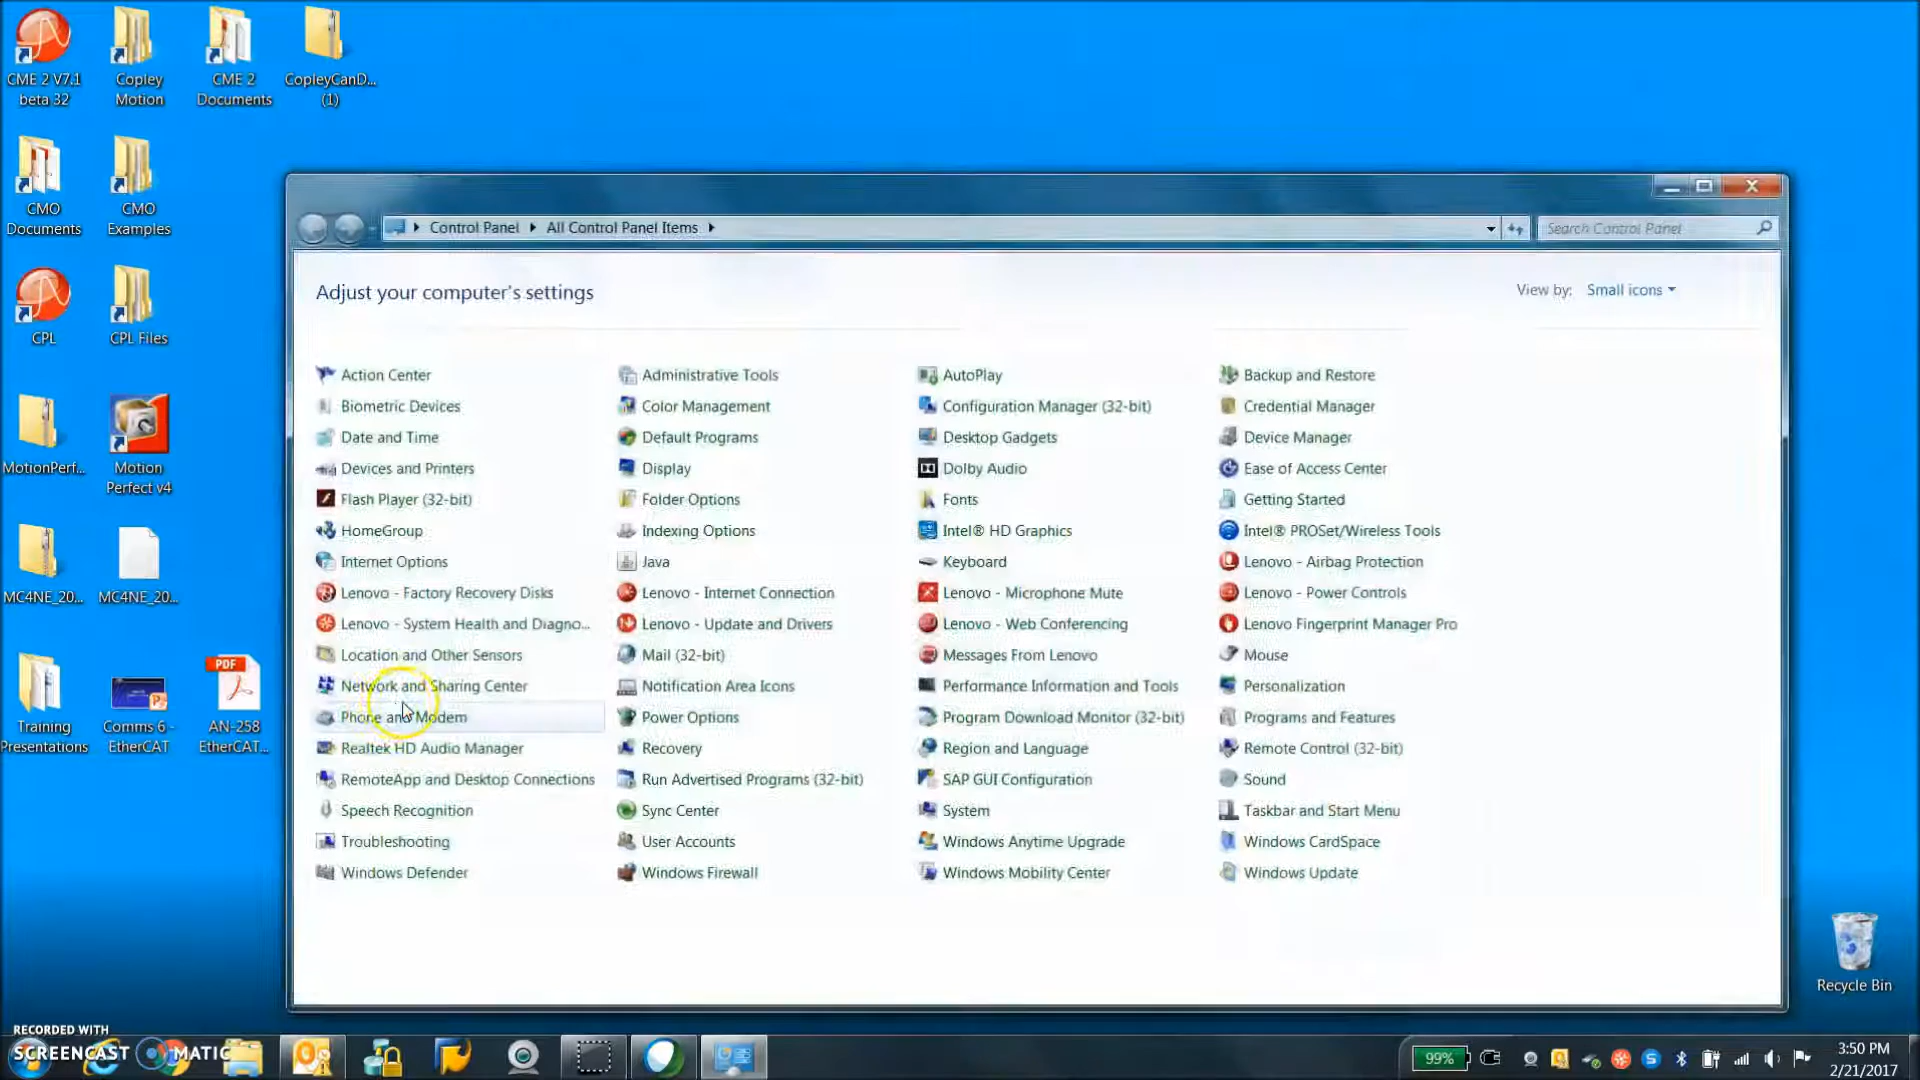 CME 2 V7.1
beta 32
Copley
Motion
CME 2
Documents
CopleyCanD...
(1)
CMO
Documents
CMO
Examples
CPL
CPL Files
MotionPerf...
Motion
Perfect v4
MC4NE_20...
MC4NE_20...
Training
Presentations
Comms 6 -
EtherCAT
PDF
AN-258
EtherCAT...
Control Panel
All Control Panel Items
Search Control Panel
Adjust your computer's settings
View by: Small icons
Action Center
Administrative Tools
AutoPlay
Backup and Restore
Biometric Devices
Color Management
Configuration Manager (32-bit)
Credential Manager
Date and Time
Default Programs
Desktop Gadgets
Device Manager
Devices and Printers
Display
Dolby Audio
Ease of Access Center
Flash Player (32-bit)
Folder Options
Fonts
Getting Started
HomeGroup
Indexing Options
Intel® HD Graphics
Intel® PROSet/Wireless Tools
Internet Options
Java
Keyboard
Lenovo - Airbag Protection
Lenovo - Factory Recovery Disks
Lenovo - Internet Connection
Lenovo - Microphone Mute
Lenovo - Power Controls
Lenovo - System Health and Diagno...
Lenovo - Update and Drivers
Lenovo - Web Conferencing
Lenovo Fingerprint Manager Pro
Location and Other Sensors
Mail (32-bit)
Messages From Lenovo
Mouse
Network and Sharing Center
Notification Area Icons
Performance Information and Tools
Personalization
Phone and Modem
Power Options
Program Download Monitor (32-bit)
Programs and Features
Realtek HD Audio Manager
Recovery
Region and Language
Remote Control (32-bit)
RemoteApp and Desktop Connections
Run Advertised Programs (32-bit)
SAP GUI Configuration
Sound
Speech Recognition
Sync Center
System
Taskbar and Start Menu
Troubleshooting
User Accounts
Windows Anytime Upgrade
Windows CardSpace
Windows Defender
Windows Firewall
Windows Mobility Center
Windows Update
Recycle Bin
RECORDED WITH
SCREENCAST MATIC
99%
3:50 PM
2/21/2017